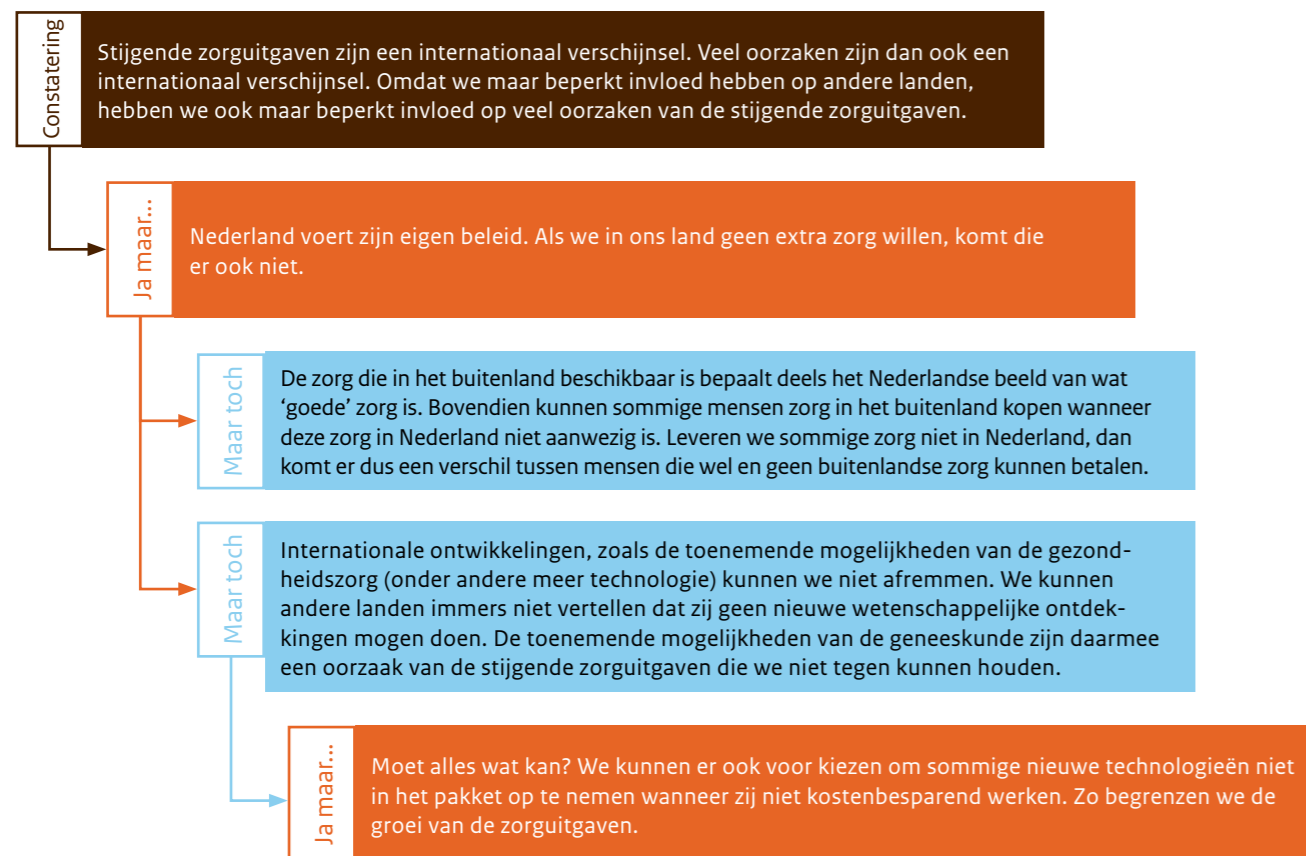 Constatering
Stijgende zorguitgaven zijn een internationaal verschijnsel. Veel oorzaken zijn dan ook een
internationaal verschijnsel. Omdat we maar beperkt invloed hebben op andere landen,
hebben we ook maar beperkt invloed op veel oorzaken van de stijgende zorguitgaven.
Ja maar...
Nederland voert zijn eigen beleid. Als we in ons land geen extra zorg willen, komt die
er ook niet.
Maar toch
De zorg die in het buitenland beschikbaar is bepaalt deels het Nederlandse beeld van wat
‘goede’ zorg is. Bovendien kunnen sommige mensen zorg in het buitenland kopen wanneer
deze zorg in Nederland niet aanwezig is. Leveren we sommige zorg niet in Nederland, dan
komt er dus een verschil tussen mensen die wel en geen buitenlandse zorg kunnen betalen.
Maar toch
Internationale ontwikkelingen, zoals de toenemende mogelijkheden van de gezond-
heidszorg (onder andere meer technologie) kunnen we niet afremmen. We kunnen
andere landen immers niet vertellen dat zij geen nieuwe wetenschappelijke ontdek-
kingen mogen doen. De toenemende mogelijkheden van de geneeskunde zijn daarmee
een oorzaak van de stijgende zorguitgaven die we niet tegen kunnen houden.
Ja maar...
Moet alles wat kan? We kunnen er ook voor kiezen om sommige nieuwe technologieën niet
in het pakket op te nemen wanneer zij niet kostenbesparend werken. Zo begrenzen we de
groei van de zorguitgaven.